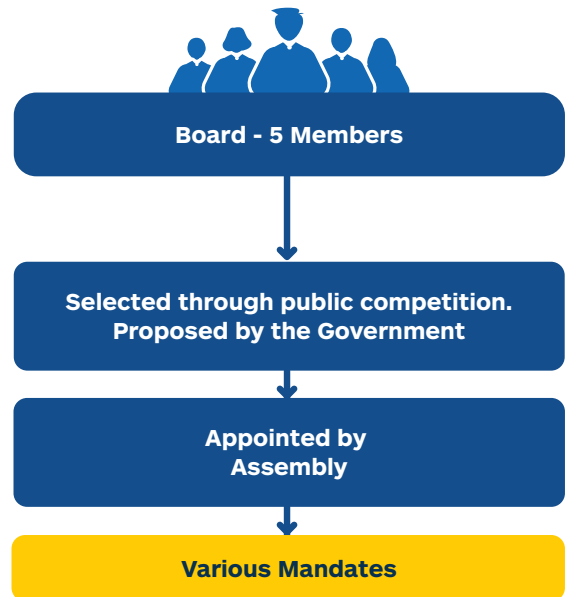 Board - 5 Members
Selected through public competition.
Proposed by the Government
Appointed by
Assembly
Various Mandates